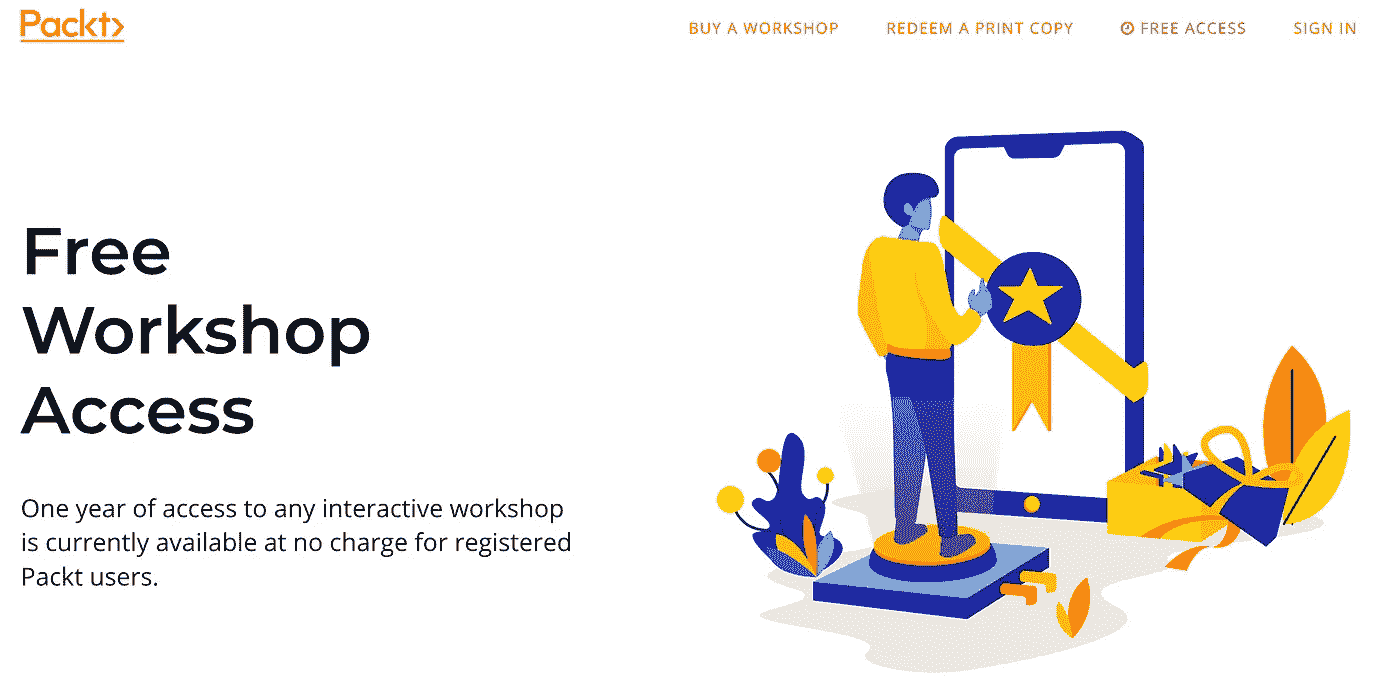 Packt>
BUY A WORKSHOP
REDEEM A PRINT COPY
FREE ACCESS
SIGN IN
Free
Workshop
Access
One year of access to any interactive workshop
is currently available at no charge for registered
Packt users.